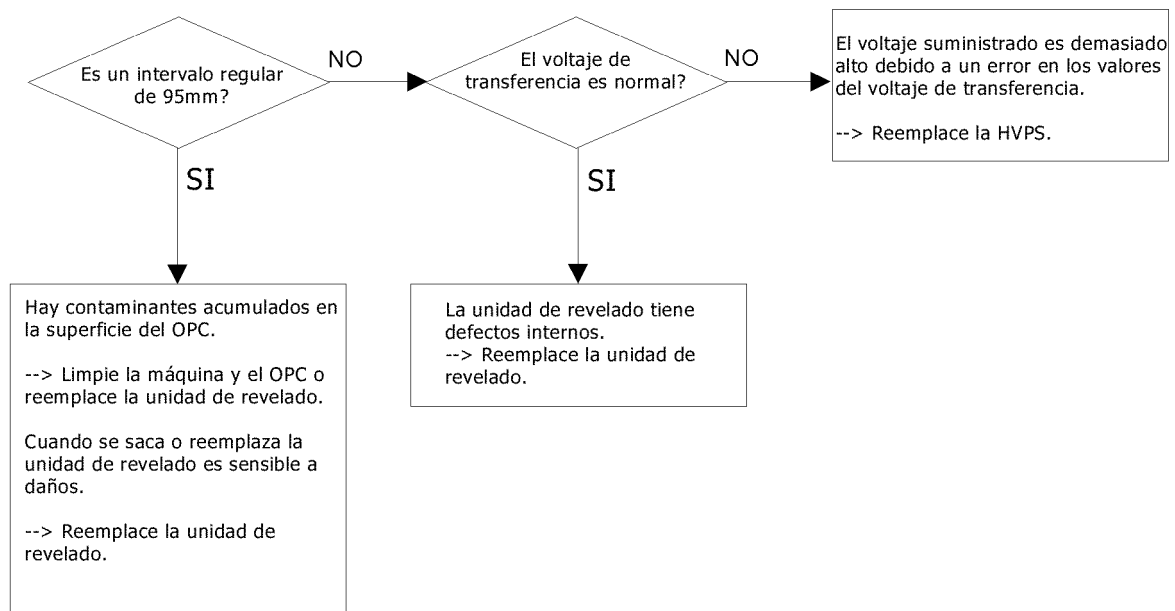 Es un intervalo regular
de 95mm?
NO
El voltaje de
transferencia es normal?
NO
El voltaje suministrado es demasiado
alto debido a un error en los valores
del voltaje de transferencia.
--> Reemplace la HVPS.
SI
SI
Hay contaminantes acumulados en
la superficie del OPC.
--> Limpie la máquina y el OPC o
reemplace la unidad de revelado.
Cuando se saca o reemplaza la
unidad de revelado es sensible a
daños.
--> Reemplace la unidad de
revelado.
La unidad de revelado tiene
defectos internos.
--> Reemplace la unidad de
revelado.